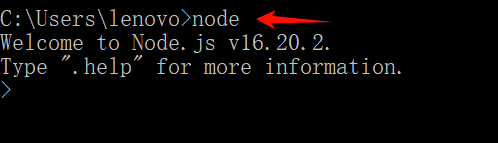 C:\Users\lenovo>node
Welcome to Node.js v16.20.2.
Type ".help" for more information.
>